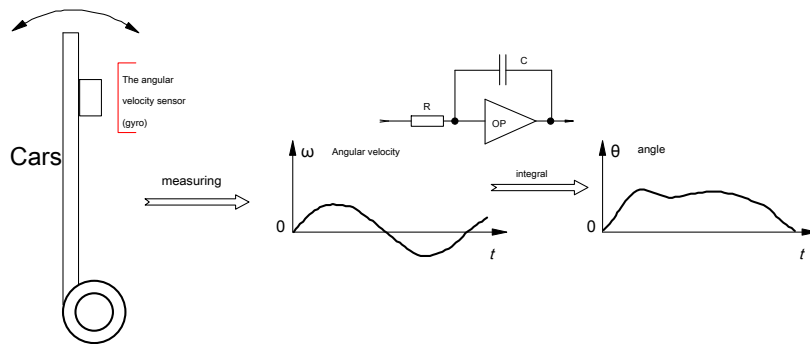 The angular
velocity sensor
(gyro)
Cars
measuring
R
C
OP
ω
Angular velocity
0
t
integral
θ
angle
0
t